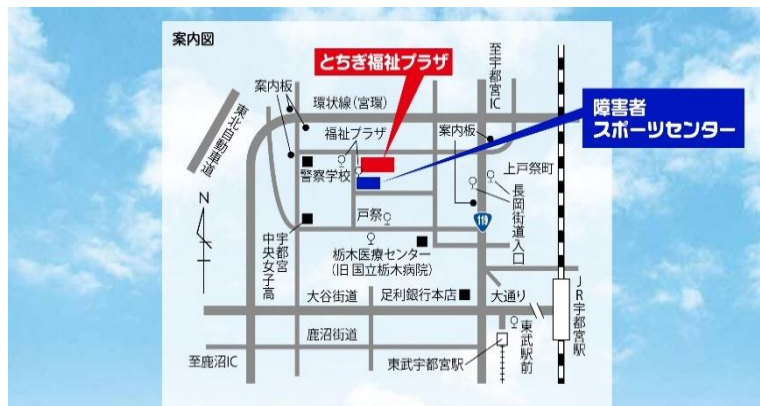 案内図
とちぎ福祉プラザ
至宇都宮IC
障害者
スポーツセンター
案内板
環状線(宮環)
東北自動車道
福祉プラザ
案内板
警察学校
上戸祭町
N
長岡街道入口
戸祭
119
宇都宮
中央女子高
栃木医療センター
(旧 国立栃木病院)
大谷街道
足利銀行本店
大通り
JR宇都宮駅
鹿沼街道
東武駅前
至鹿沼IC
東武宇都宮駅